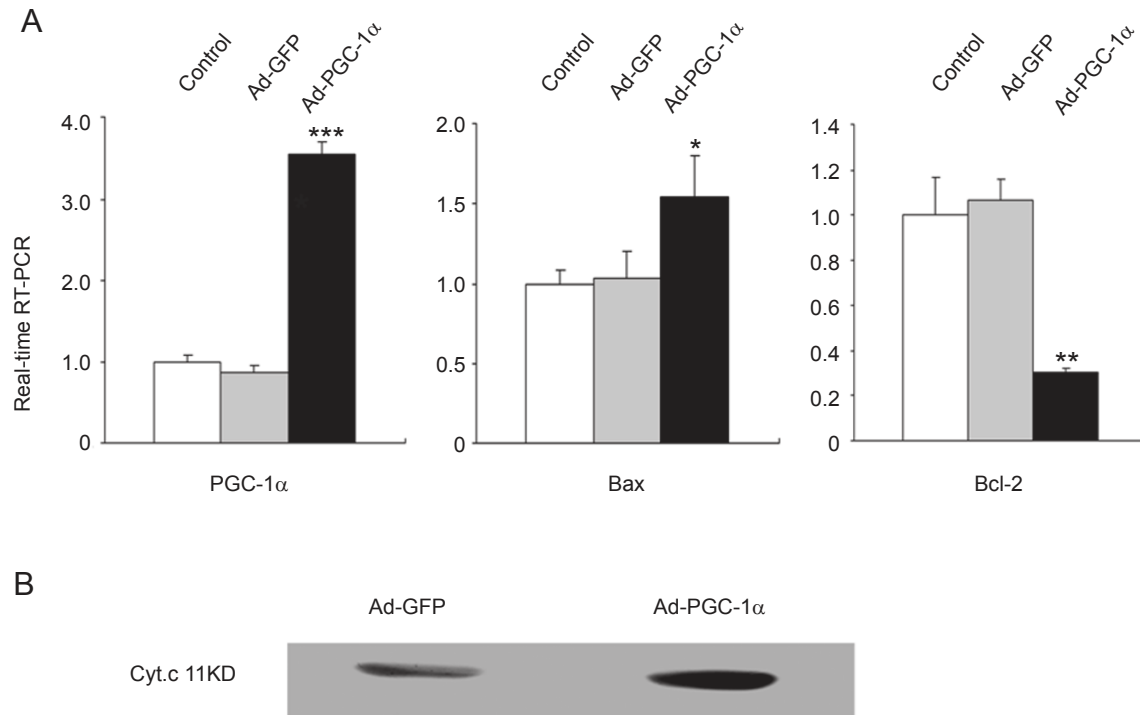 A
Control
Ad-GFP
Ad-PGC-1α
Control
Ad-GFP
Ad-PGC-1α
Control
Ad-GFP
Ad-PGC-1α
Real-time RT-PCR
4.0
3.0
2.0
1.0
0
***
PGC-1α
2.0
1.5
1.0
0.5
0
*
Bax
1.4
1.2
1.0
0.8
0.6
0.4
0.2
0
**
Bcl-2
B
Ad-GFP
Ad-PGC-1α
Cyt.c 11KD